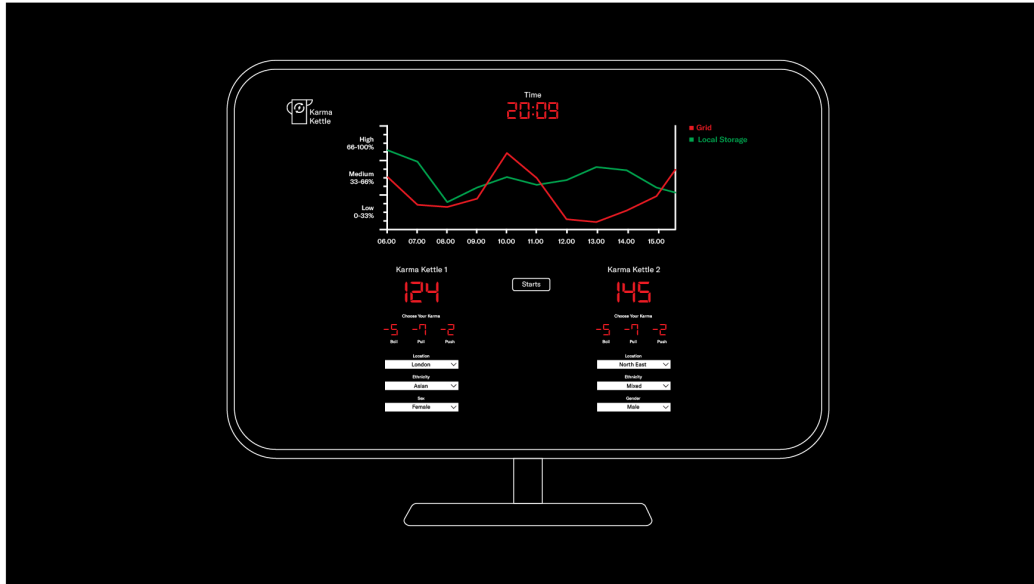 Karma
Kettle
Time
20:09
Grid
Local Storage
High
66-100%
Medium
33-66%
Low
0-33%
06.00 07.00 08.00 09.00 10.00 11.00 12.00 13.00 14.00 15.00
Karma Kettle 1
124
Choose Your Karma
-5 -7 -2
Boil Pull Push
Location
London
Ethnicity
Asian
Sex
Female
Starts
Karma Kettle 2
145
Choose Your Karma
-5 -7 -2
Boil Pull Push
Location
North East
Ethnicity
Mixed
Gender
Male